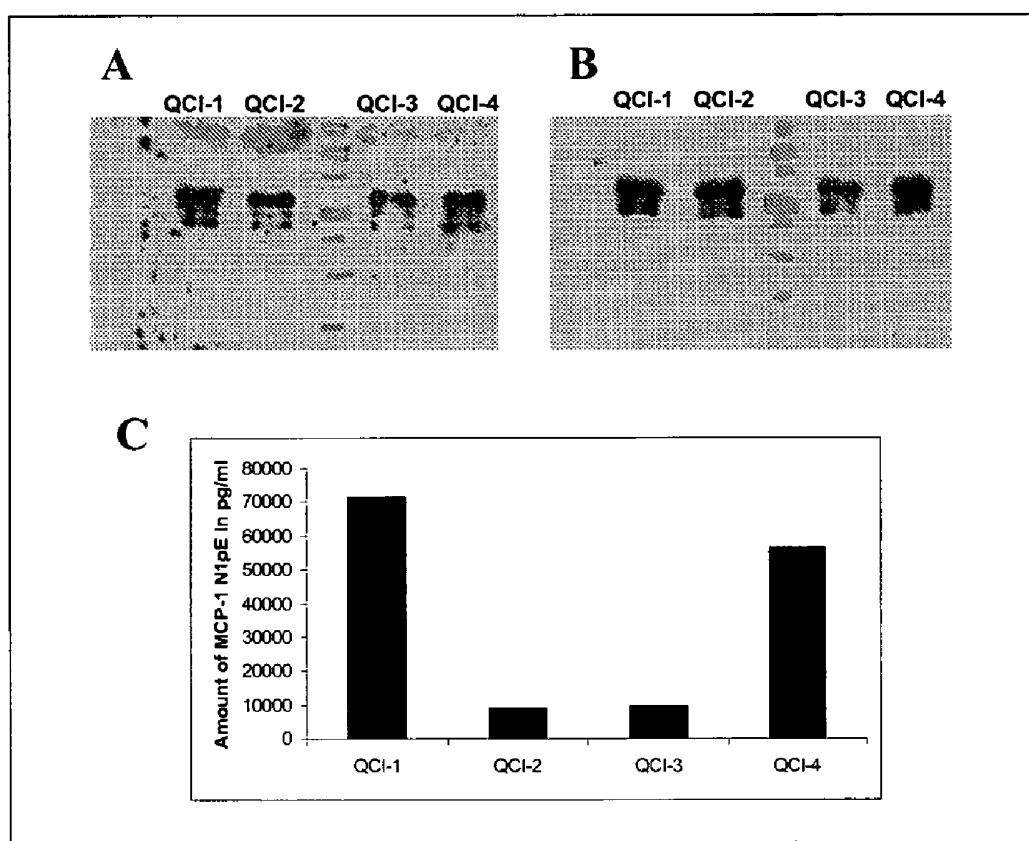 A
QCI-1 QCI-2 QCI-3 QCI-4
B
QCI-1 QCI-2 QCI-3 QCI-4
C
Amount of MCP-1 N1pE in pg/ml
80000
70000
60000
50000
40000
30000
20000
10000
0
QCI-1 QCI-2 QCI-3 QCI-4